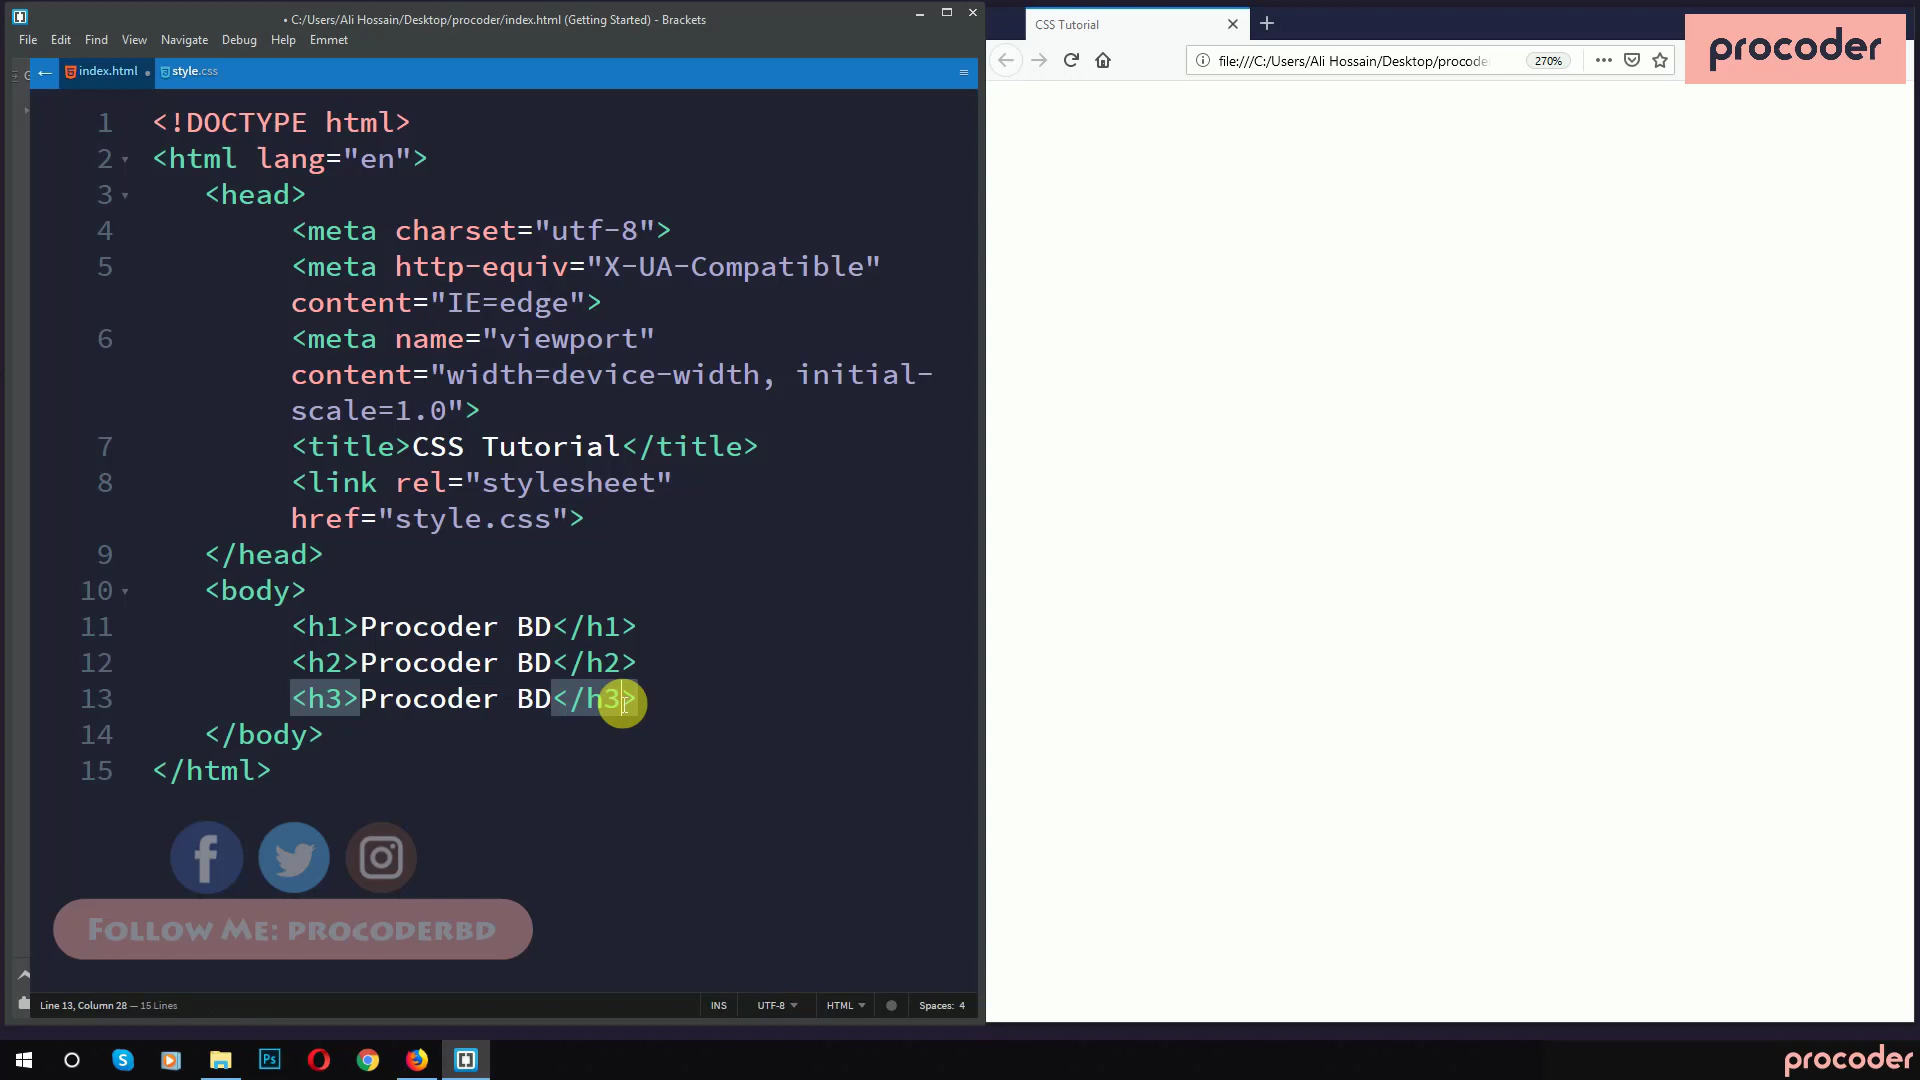 • C:/Users/Ali Hossain/Desktop/procoder/index.html (Getting Started) - Brackets
File Edit Find View Navigate Debug Help Emmet
index.html • style.css
1 <!DOCTYPE html>
2 <html lang="en">
3 <head>
4 <meta charset="utf-8">
5 <meta http-equiv="X-UA-Compatible"
content="IE=edge">
6 <meta name="viewport"
content="width=device-width, initial-
scale=1.0">
7 <title>CSS Tutorial</title>
8 <link rel="stylesheet"
href="style.css">
9 </head>
10 <body>
11 <h1>Procoder BD</h1>
12 <h2>Procoder BD</h2>
13 <h3>Procoder BD</h3>
14 </body>
15 </html>
Follow Me: procoderbd
Line 13, Column 28 — 15 Lines INS UTF-8 HTML Spaces: 4
CSS Tutorial
file:///C:/Users/Ali Hossain/Desktop/procode 270%
procoder
Ps
procoder